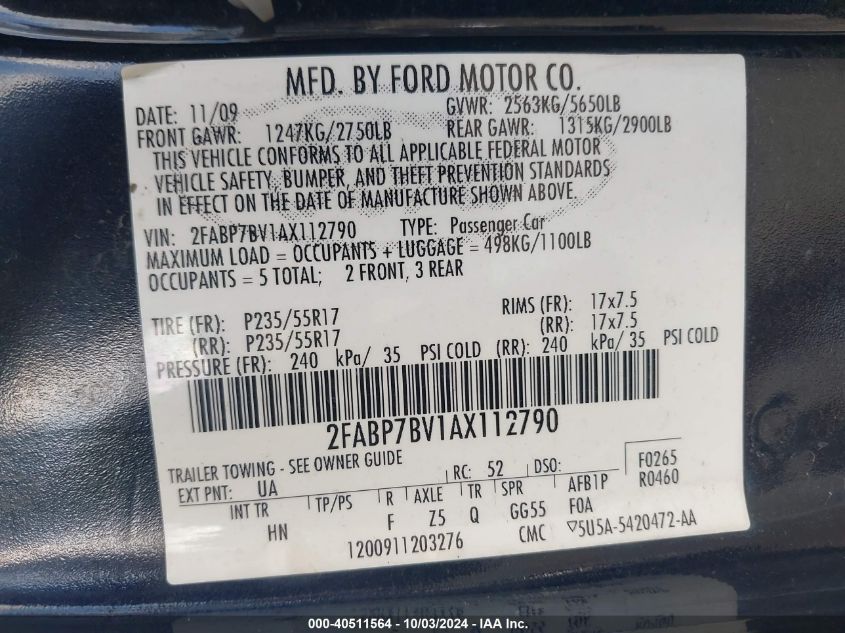 MFD. BY FORD MOTOR CO.
DATE: 11/09 GVWR: 2563KG/5650LB
FRONT GAWR: 1247KG/2750LB REAR GAWR: 1315KG/2900LB
THIS VEHICLE CONFORMS TO ALL APPLICABLE FEDERAL MOTOR
VEHICLE SAFETY, BUMPER, AND THEFT PREVENTION STANDARDS
IN EFFECT ON THE DATE OF MANUFACTURE SHOWN ABOVE.
VIN: 2FABP7BV1AX112790 TYPE: Passenger Car
MAXIMUM LOAD = OCCUPANTS + LUGGAGE = 498KG/1100LB
OCCUPANTS = 5 TOTAL; 2 FRONT, 3 REAR
TIRE (FR): P235/55R17 RIMS (FR): 17x7.5
(RR): P235/55R17 (RR): 17x7.5
PRESSURE (FR): 240 kPa/ 35 PSI COLD (RR): 240 kPa/ 35 PSI COLD
2FABP7BV1AX112790
TRAILER TOWING - SEE OWNER GUIDE
EXT PNT: UA RC: 52 DSO: F0265
INT TR TP/PS R AXLE TR SPR AFB1P R0460
HN F Z5 Q GG55 F0A
1200911203276 CMC 5U5A-5420472-AA
000-40511564 - 10/03/2024 - IAA, Inc.